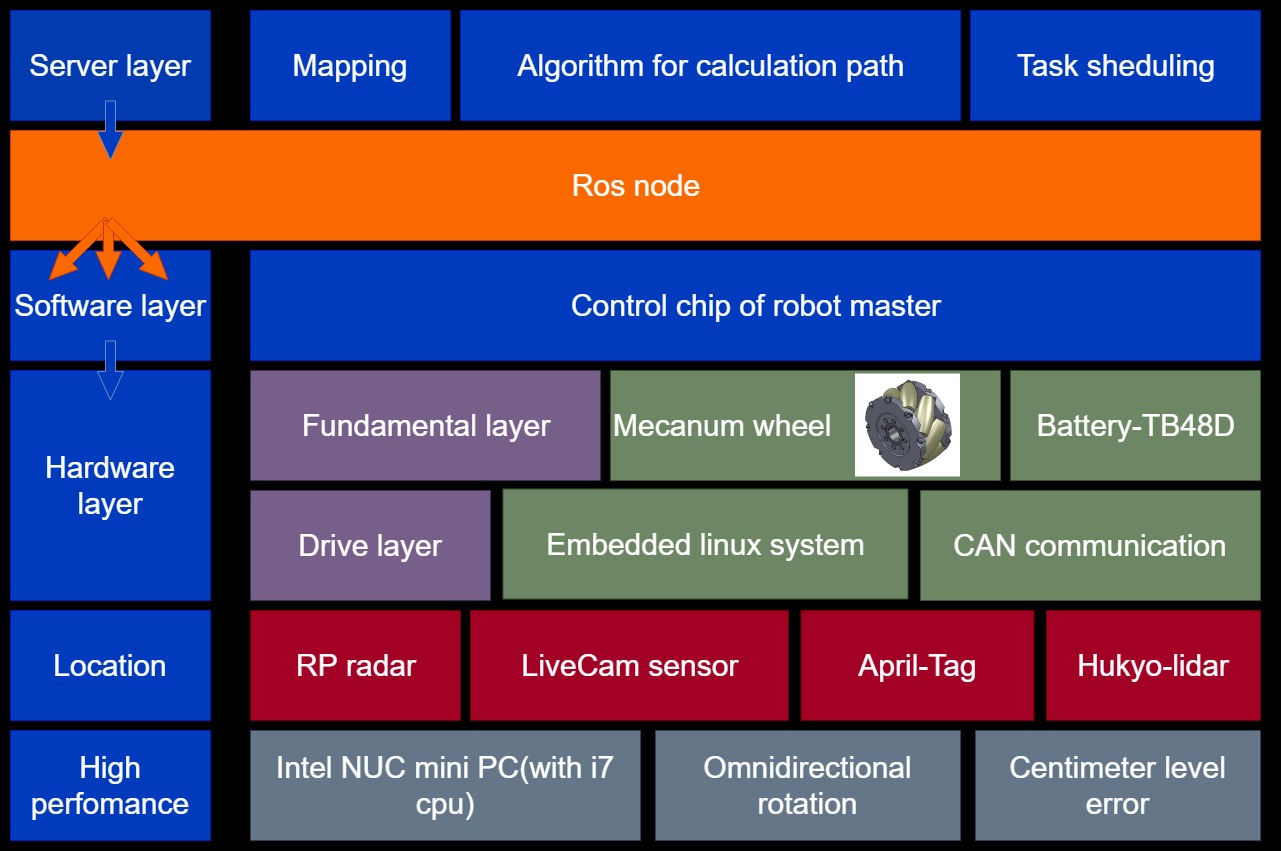 Server layer
Mapping
Algorithm for calculation path
Task sheduling
Ros node
Software layer
Control chip of robot master
Hardware
layer
Fundamental layer
Mecanum wheel
Battery-TB48D
Drive layer
Embedded linux system
CAN communication
Location
RP radar
LiveCam sensor
April-Tag
Hukyo-lidar
High
perfomance
Intel NUC mini PC(with i7
cpu)
Omnidirectional
rotation
Centimeter level
error